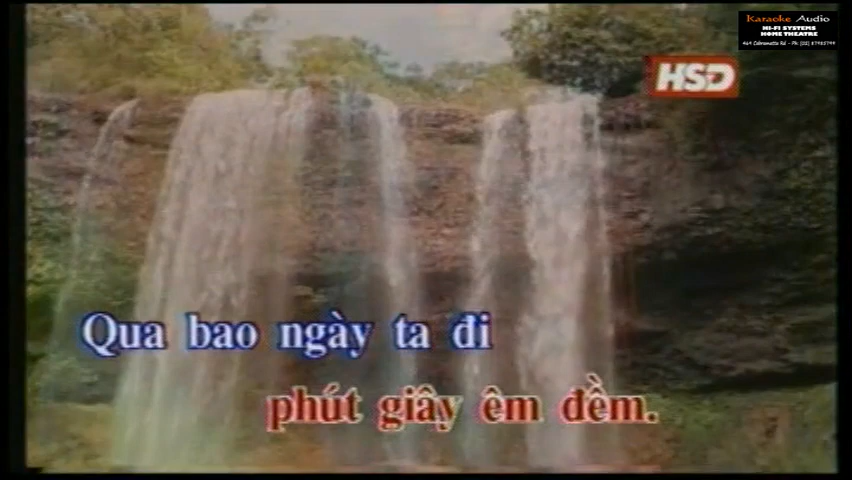 Karaoke Audio
HI-FI SYSTEMS
HOME THEATRE
HSD
Qua bao ngày ta đi
phút giây êm đềm.